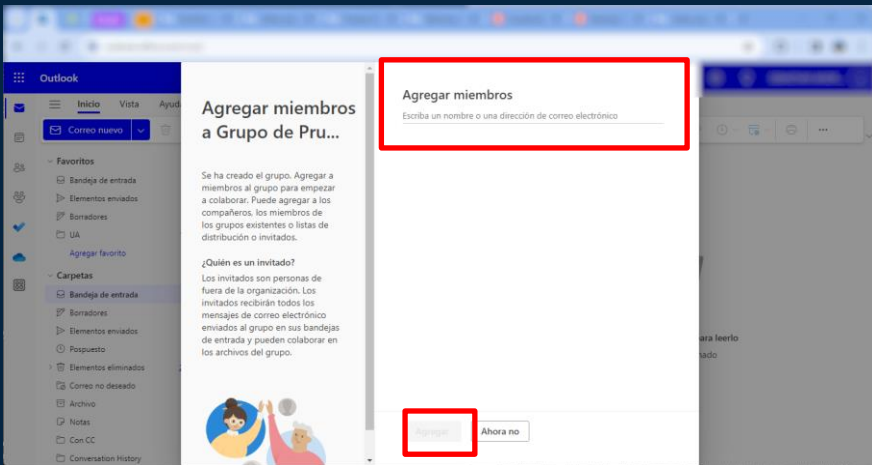 Outlook
Inicio Vista
Correo nuevo
Favoritos
Bandeja de entrada
Elementos enviados
Borradores
UA
Agregar favorito
Carpetas
Bandeja de entrada
Borradores
Elementos enviados
Pospuesto
Elementos eliminados
Correo no deseado
Archivo
Notas
Con CC
Conversation History
Agregar miembros
a Grupo de Pru...
Se ha creado el grupo. Agregar a
miembros al grupo para empezar
a colaborar. Puede agregar a los
compañeros, los miembros de
los grupos existentes o listas de
distribución o invitados.
¿Quién es un invitado?
Los invitados son personas de
fuera de la organización. Los
invitados recibirán todos los
mensajes de correo electrónico
enviados al grupo en sus bandejas
de entrada y pueden colaborar en
los archivos del grupo.
Agregar miembros
Escriba un nombre o una dirección de correo electrónico
Agregar
Ahora no
para leerlo